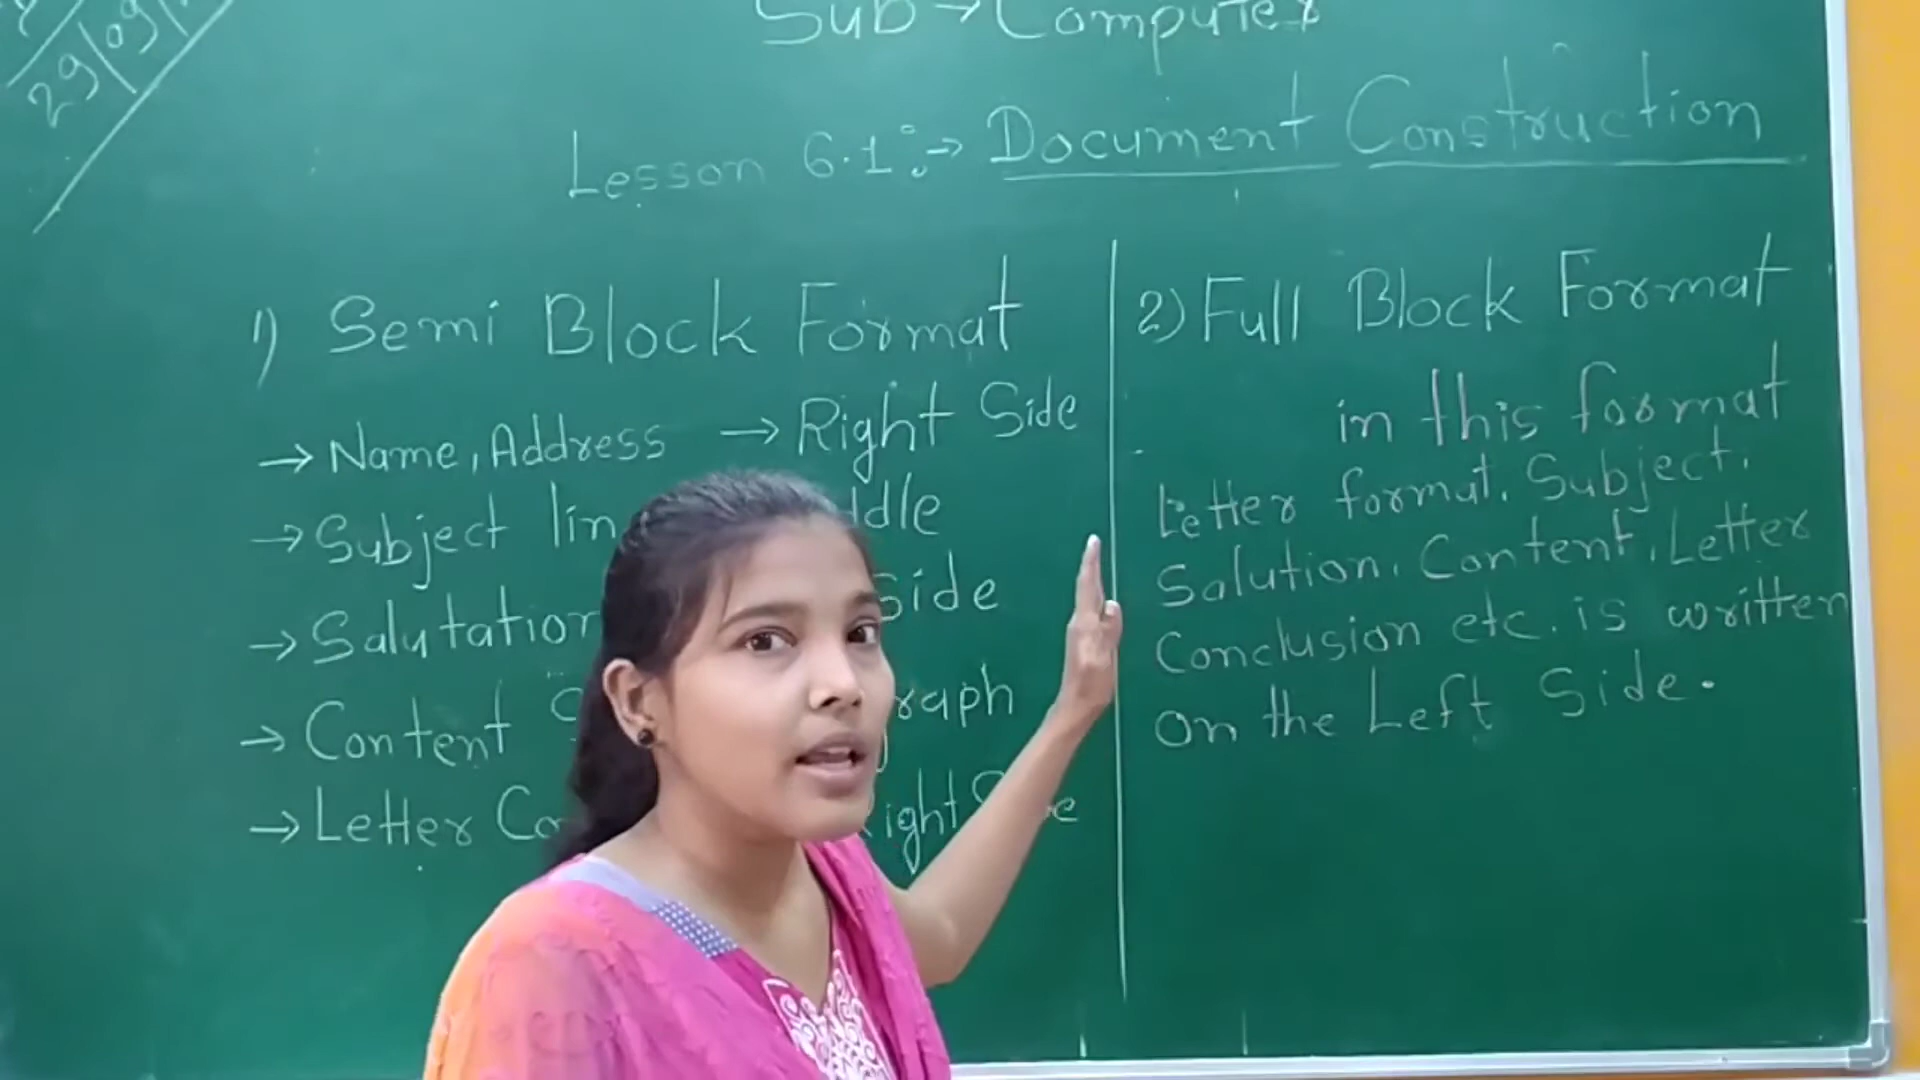 29/09/
Sub → Computer
Lesson 6.1 :→ Document Construction
1) Semi Block Format
→ Name, Address → Right Side
→ Subject
→ Salutation Side
→ Content
→ Letter
2) Full Block Format
in this format
Letter format, Subject,
Salution, Content, Letter
Conclusion etc. is written
on the Left Side.